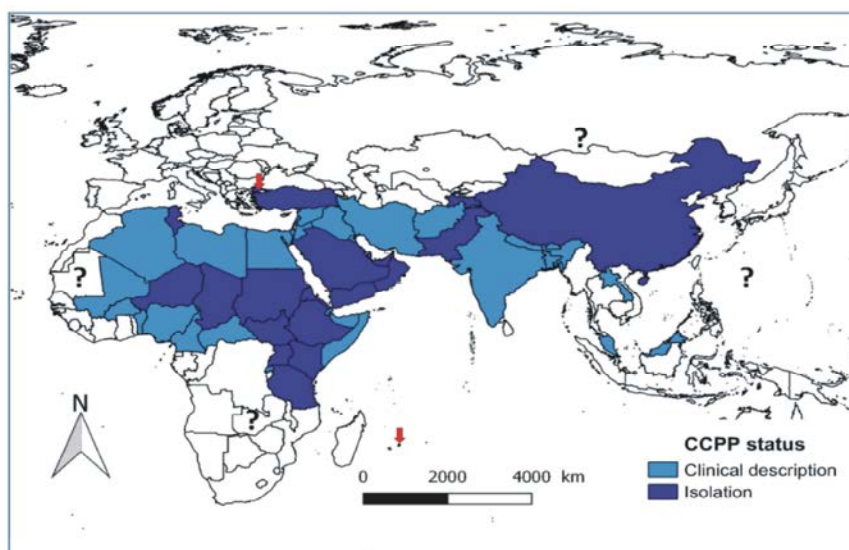 ?
?
?
?
N
CCPP status
Clinical description
Isolation
0 2000 4000 km